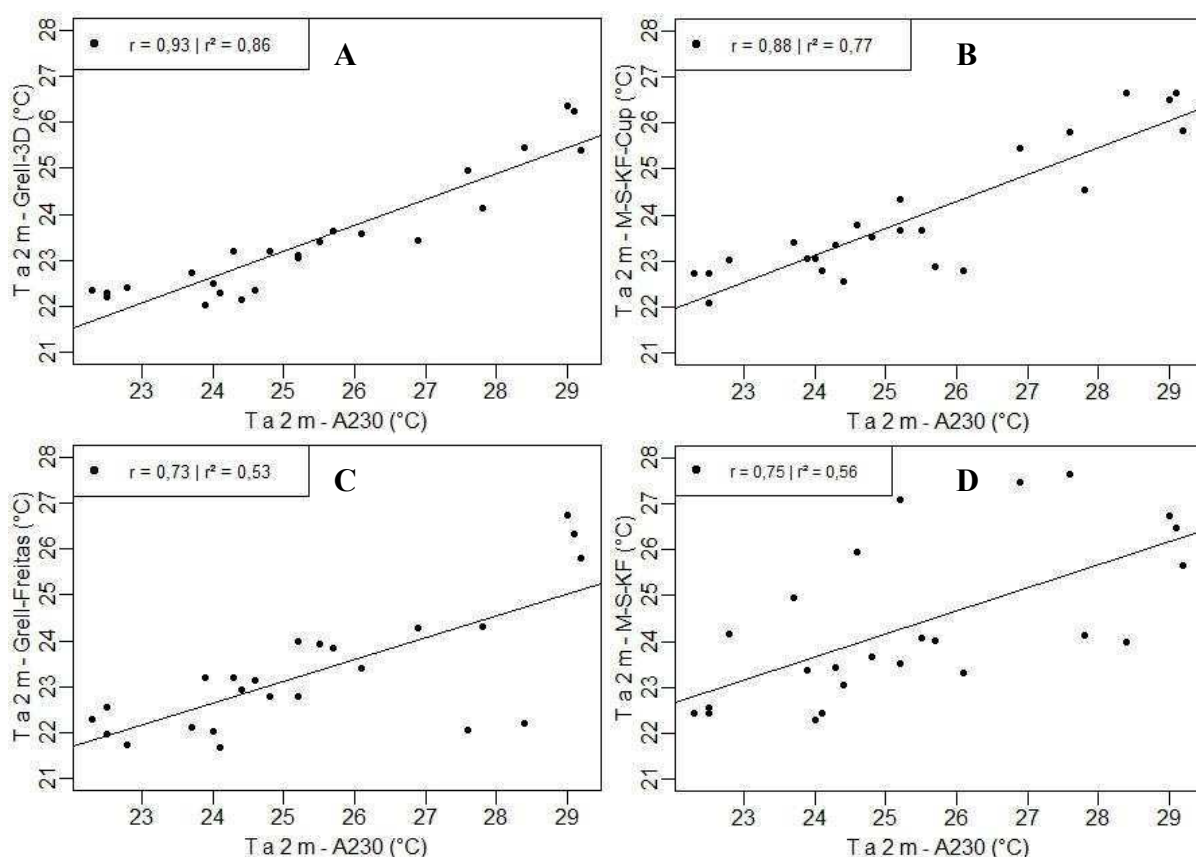 r = 0,93 | r² = 0,86
A
T a 2 m - Grell-3D (°C)
28
27
26
25
24
23
22
21
23 24 25 26 27 28 29
T a 2 m - A230 (°C)
r = 0,88 | r² = 0,77
B
T a 2 m - M-S-KF-Cup (°C)
28
27
26
25
24
23
22
21
23 24 25 26 27 28 29
T a 2 m - A230 (°C)
r = 0,73 | r² = 0,53
C
T a 2 m - Grell-Freitas (°C)
28
27
26
25
24
23
22
21
23 24 25 26 27 28 29
T a 2 m - A230 (°C)
r = 0,75 | r² = 0,56
D
T a 2 m - M-S-KF (°C)
28
27
26
25
24
23
22
21
23 24 25 26 27 28 29
T a 2 m - A230 (°C)